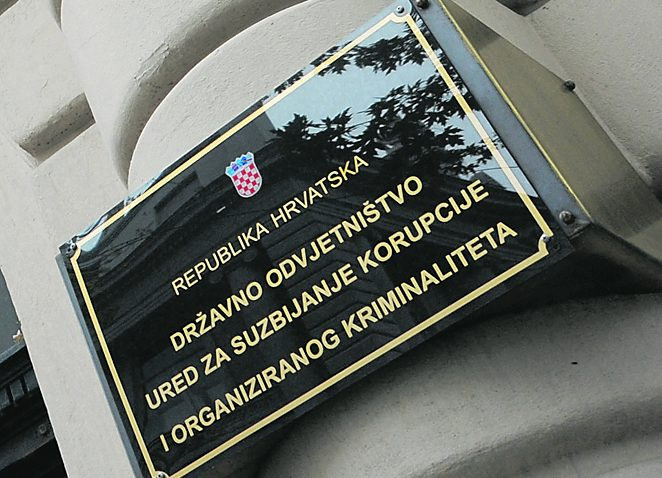 REPUBLIKA HRVATSKA
DRŽAVNO ODVJETNIŠTVO
URED ZA SUZBIJANJE KORUPCIJE
I ORGANIZIRANOG KRIMINALITETA